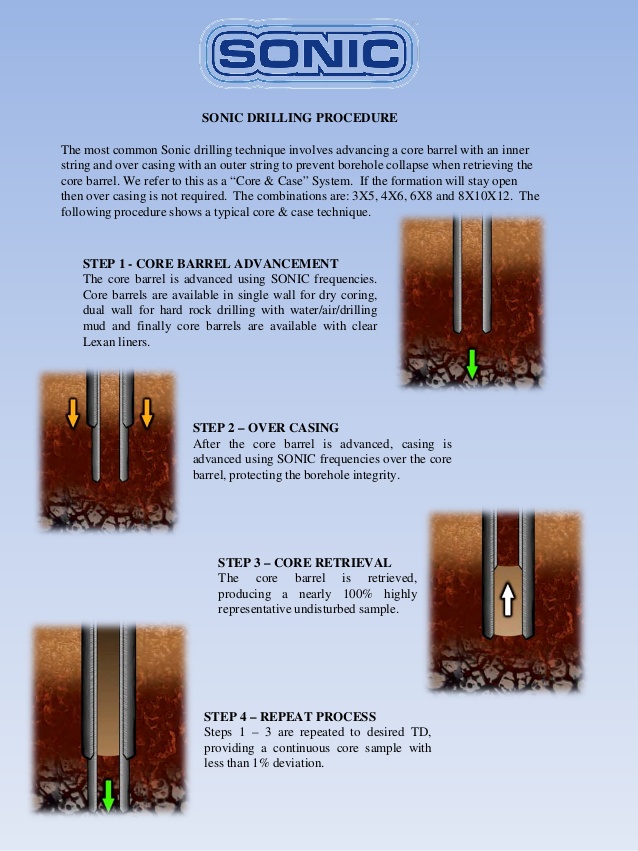 SONIC
SONIC DRILLING PROCEDURE
The most common Sonic drilling technique involves advancing a core barrel with an inner
string and over casing with an outer string to prevent borehole collapse when retrieving the
core barrel. We refer to this as a “Core & Case” System. If the formation will stay open
then over casing is not required. The combinations are: 3X5, 4X6, 6X8 and 8X10X12. The
following procedure shows a typical core & case technique.
STEP 1 - CORE BARREL ADVANCEMENT
The core barrel is advanced using SONIC frequencies.
Core barrels are available in single wall for dry coring,
dual wall for hard rock drilling with water/air/drilling
mud and finally core barrels are available with clear
Lexan liners.
STEP 2 – OVER CASING
After the core barrel is advanced, casing is
advanced using SONIC frequencies over the core
barrel, protecting the borehole integrity.
STEP 3 – CORE RETRIEVAL
The core barrel is retrieved,
producing a nearly 100% highly
representative undisturbed sample.
STEP 4 – REPEAT PROCESS
Steps 1 – 3 are repeated to desired TD,
providing a continuous core sample with
less than 1% deviation.